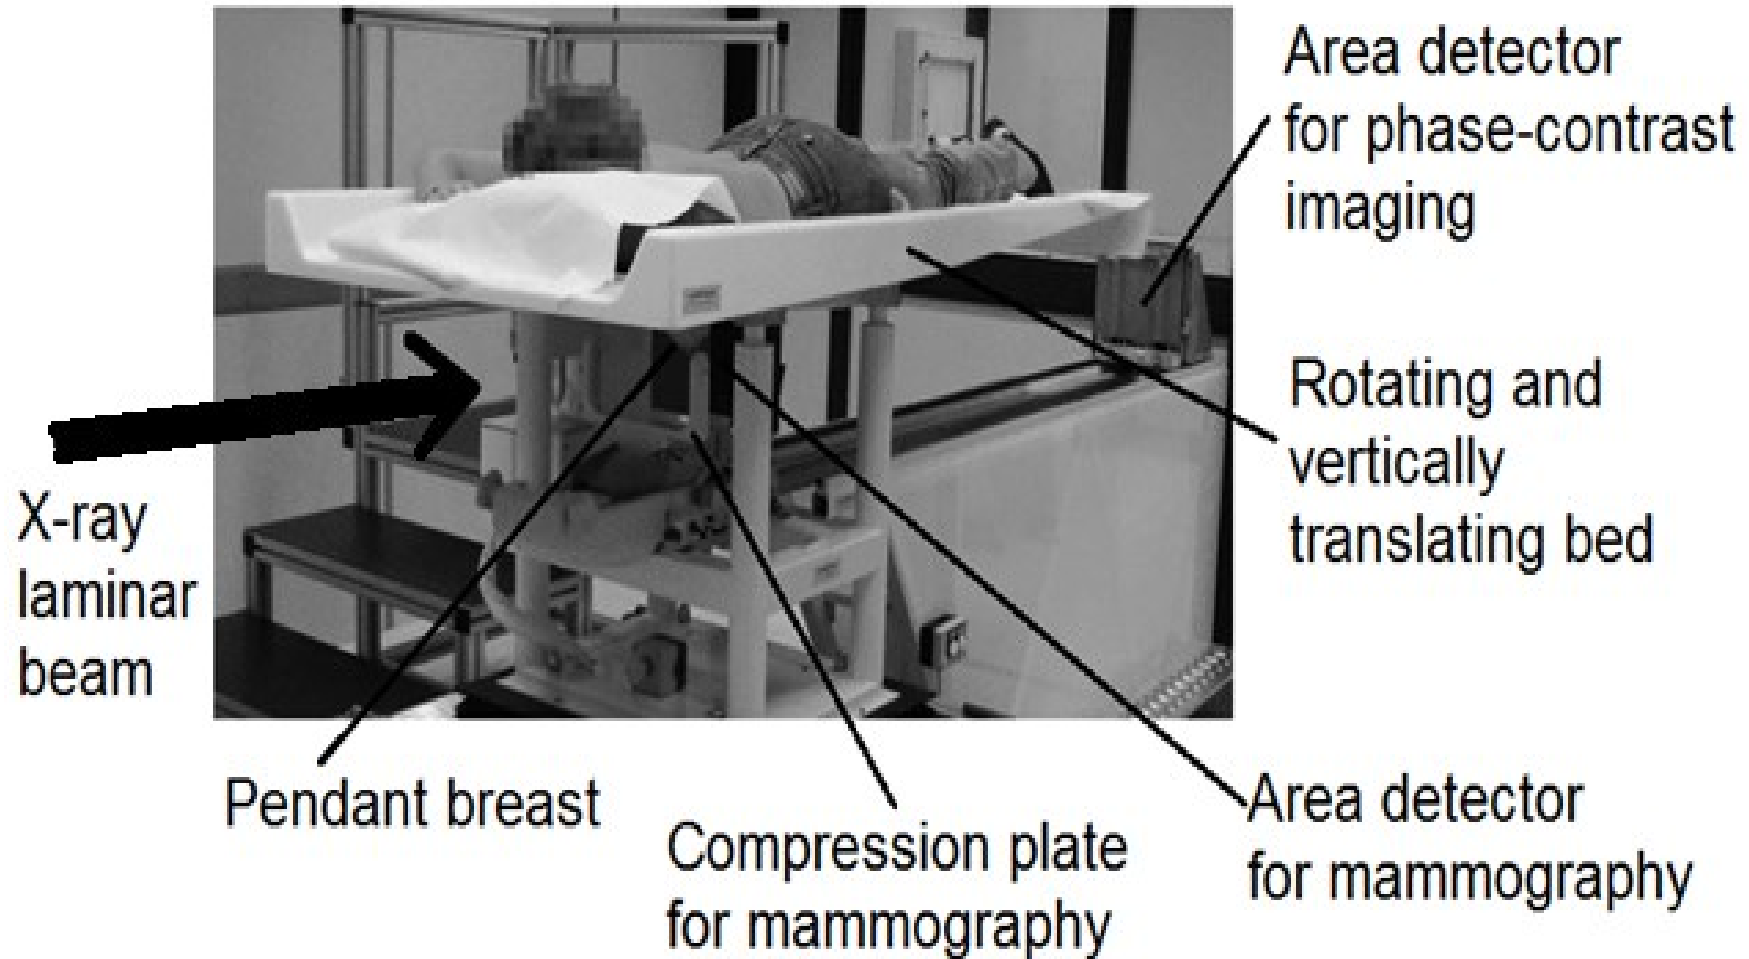 Area detector
for phase-contrast
imaging
Rotating and
vertically
translating bed
X-ray
laminar
beam
Pendant breast
Compression plate
for mammography
Area detector
for mammography